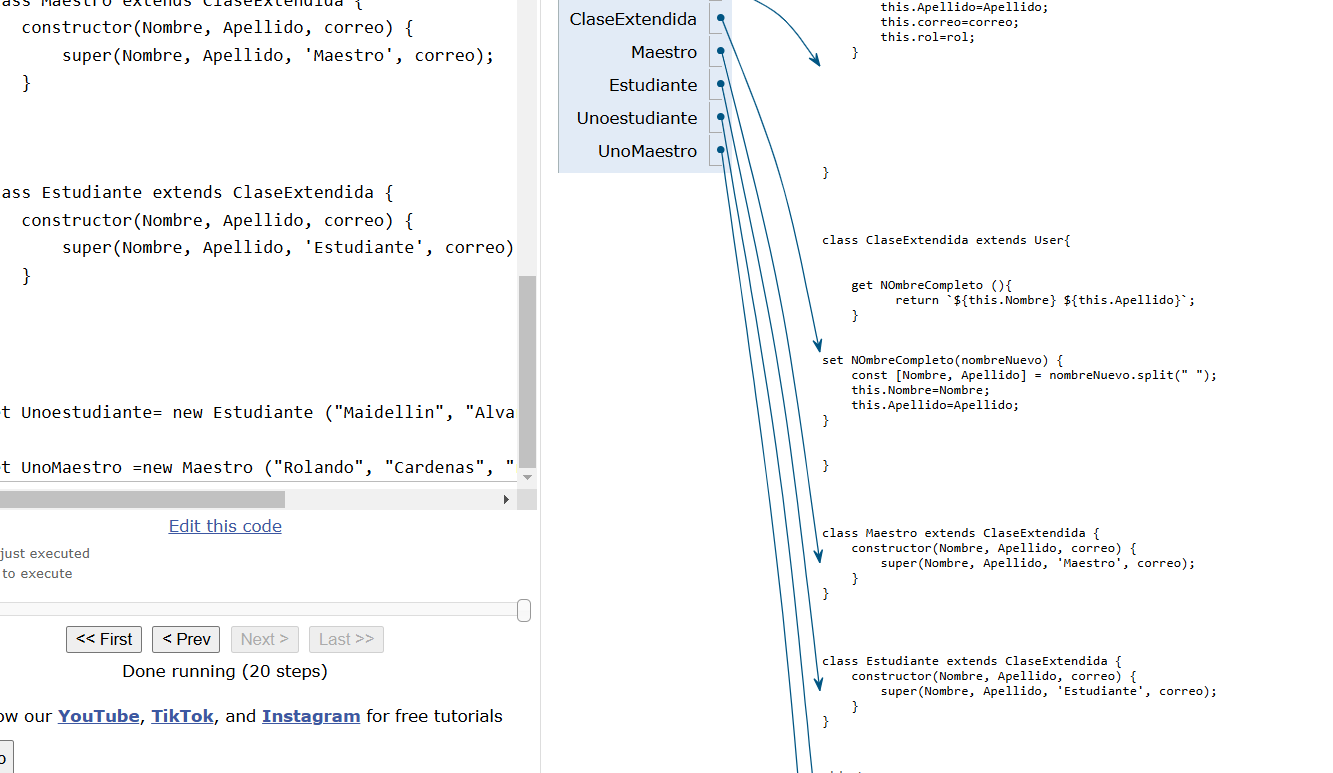 ass Maestro extends ClaseExtendida {
constructor(Nombre, Apellido, correo) {
super(Nombre, Apellido, 'Maestro', correo);
}
ass Estudiante extends ClaseExtendida {
constructor(Nombre, Apellido, correo) {
super(Nombre, Apellido, 'Estudiante', correo)
}
t Unoestudiante= new Estudiante ("Maidellin", "Alva
t UnoMaestro =new Maestro ("Rolando", "Cardenas", "
Edit this code
just executed
to execute
<< First
< Prev
Next >
Last >>
Done running (20 steps)
ow our YouTube, TikTok, and Instagram for free tutorials
o
ClaseExtendida
Maestro
Estudiante
Unoestudiante
UnoMaestro
this.Apellido=Apellido;
this.correo=correo;
this.rol=rol;
}
}
class ClaseExtendida extends User{
get NOmbreCompleto (){
return `${this.Nombre} ${this.Apellido}`;
}
set NOmbreCompleto(nombreNuevo) {
const [Nombre, Apellido] = nombreNuevo.split(" ");
this.Nombre=Nombre;
this.Apellido=Apellido;
}
}
class Maestro extends ClaseExtendida {
constructor(Nombre, Apellido, correo) {
super(Nombre, Apellido, 'Maestro', correo);
}
}
class Estudiante extends ClaseExtendida {
constructor(Nombre, Apellido, correo) {
super(Nombre, Apellido, 'Estudiante', correo);
}
}